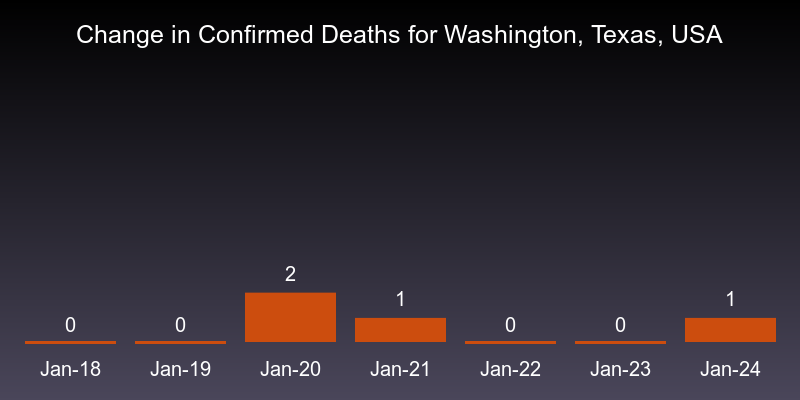 Change in Confirmed Deaths for Washington, Texas, USA
0 0 2 1 0 0 1
Jan-18 Jan-19 Jan-20 Jan-21 Jan-22 Jan-23 Jan-24